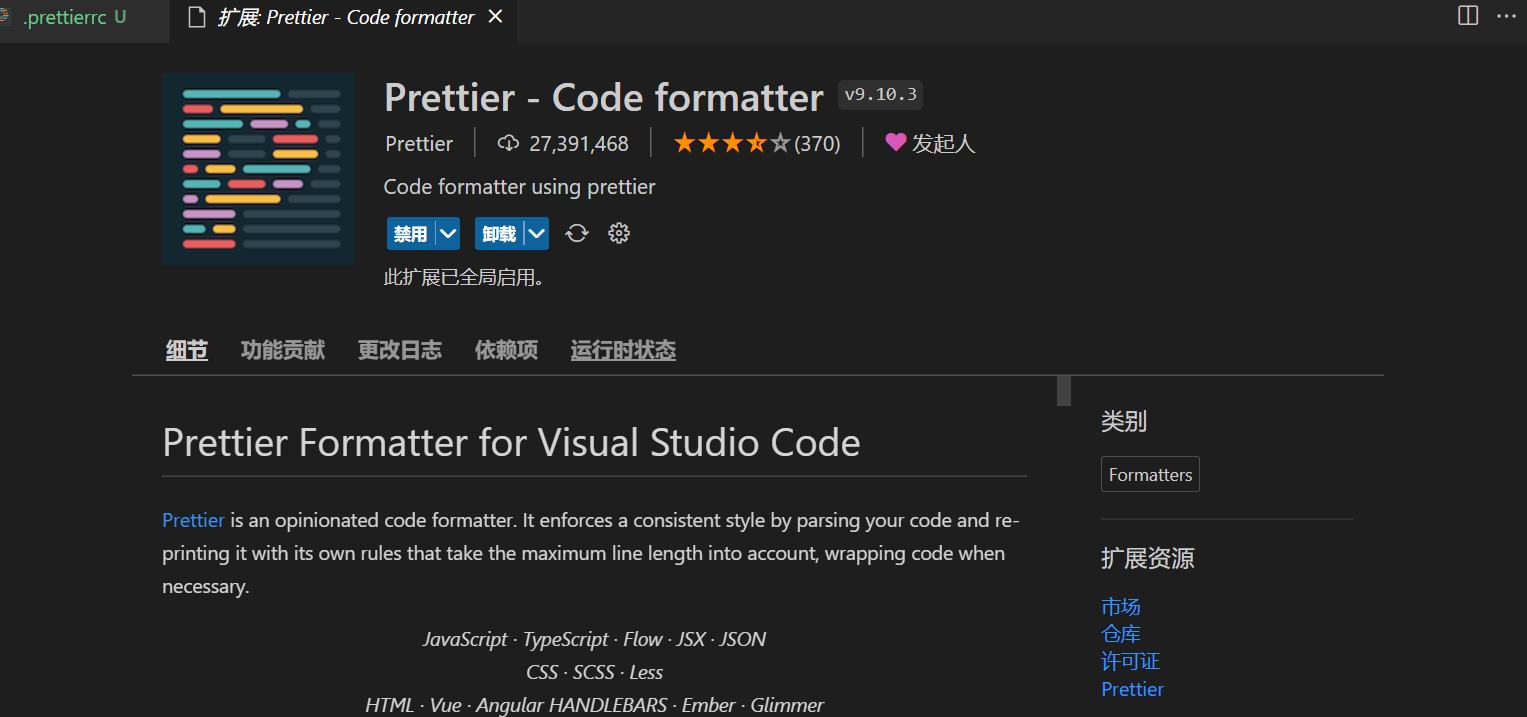 .prettierrc U 扩展: Prettier - Code formatter
Prettier - Code formatter v9.10.3
Prettier 27,391,468 (370) 发起人
Code formatter using prettier
禁用 卸载
此扩展已全局启用。
细节 功能贡献 更改日志 依赖项 运行时状态
Prettier Formatter for Visual Studio Code
Prettier is an opinionated code formatter. It enforces a consistent style by parsing your code and re-
printing it with its own rules that take the maximum line length into account, wrapping code when
necessary.
JavaScript · TypeScript · Flow · JSX · JSON
CSS · SCSS · Less
HTML · Vue · Angular HANDLEBARS · Ember · Glimmer
类别
Formatters
扩展资源
市场
仓库
许可证
Prettier